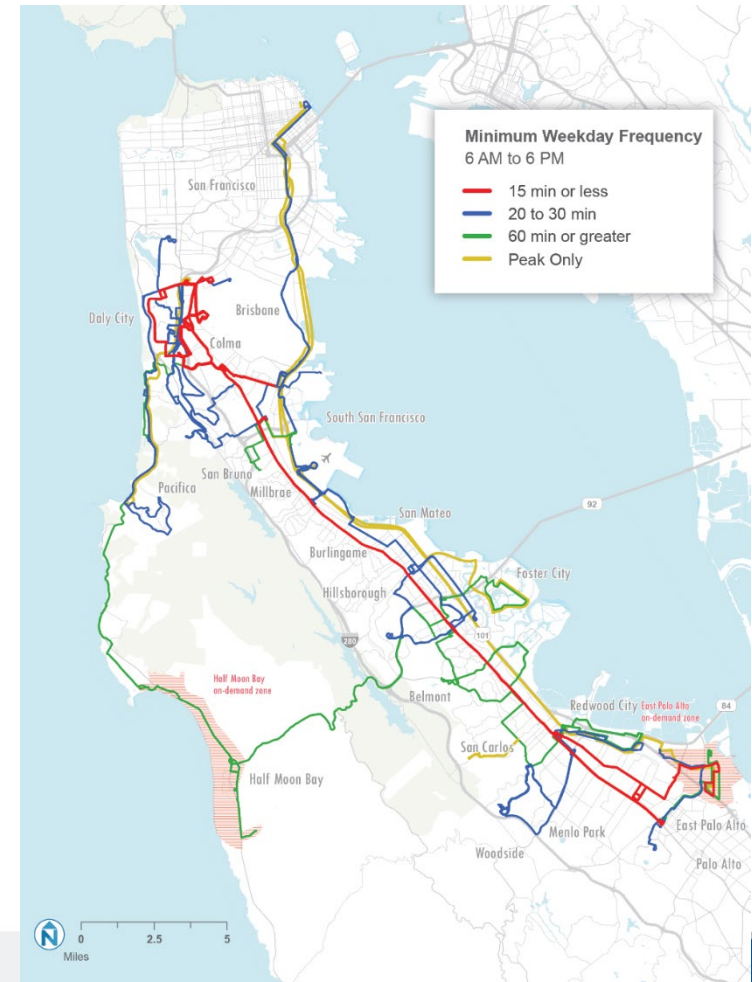 Minimum Weekday Frequency
6 AM to 6 PM
15 min or less
20 to 30 min
60 min or greater
Peak Only
San Francisco
Daly City
Brisbane
Colma
South San Francisco
San Bruno
Pacifica
Millbrae
San Mateo
92
Burlingame
Foster City
Hillsborough
280
101
Half Moon Bay
on-demand zone
Belmont
Redwood City
East Palo Alto
on-demand zone
84
San Carlos
Half Moon Bay
Menlo Park
East Palo Alto
Woodside
Palo Alto
N
0
2.5
5
Miles